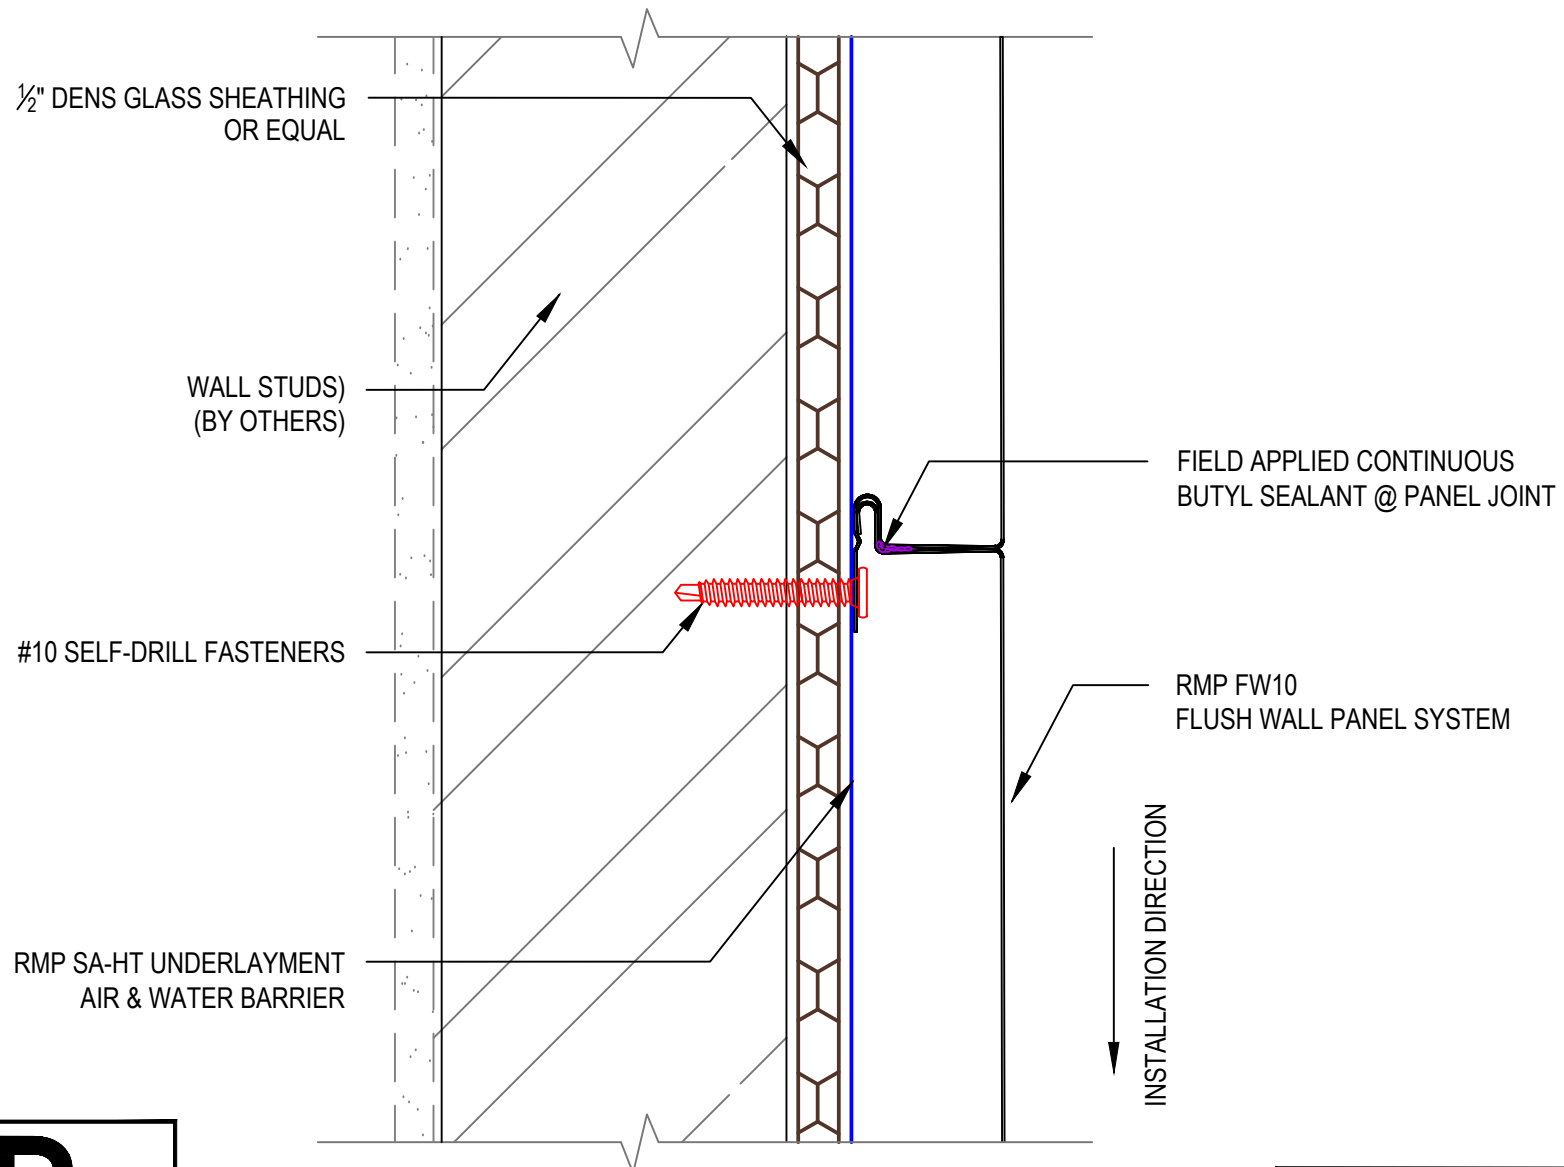 ½" DENS GLASS SHEATHING
OR EQUAL
WALL STUDS)
(BY OTHERS)
#10 SELF-DRILL FASTENERS
RMP SA-HT UNDERLAYMENT
AIR & WATER BARRIER
FIELD APPLIED CONTINUOUS
BUTYL SEALANT @ PANEL JOINT
RMP FW10
FLUSH WALL PANEL SYSTEM
INSTALLATION DIRECTION